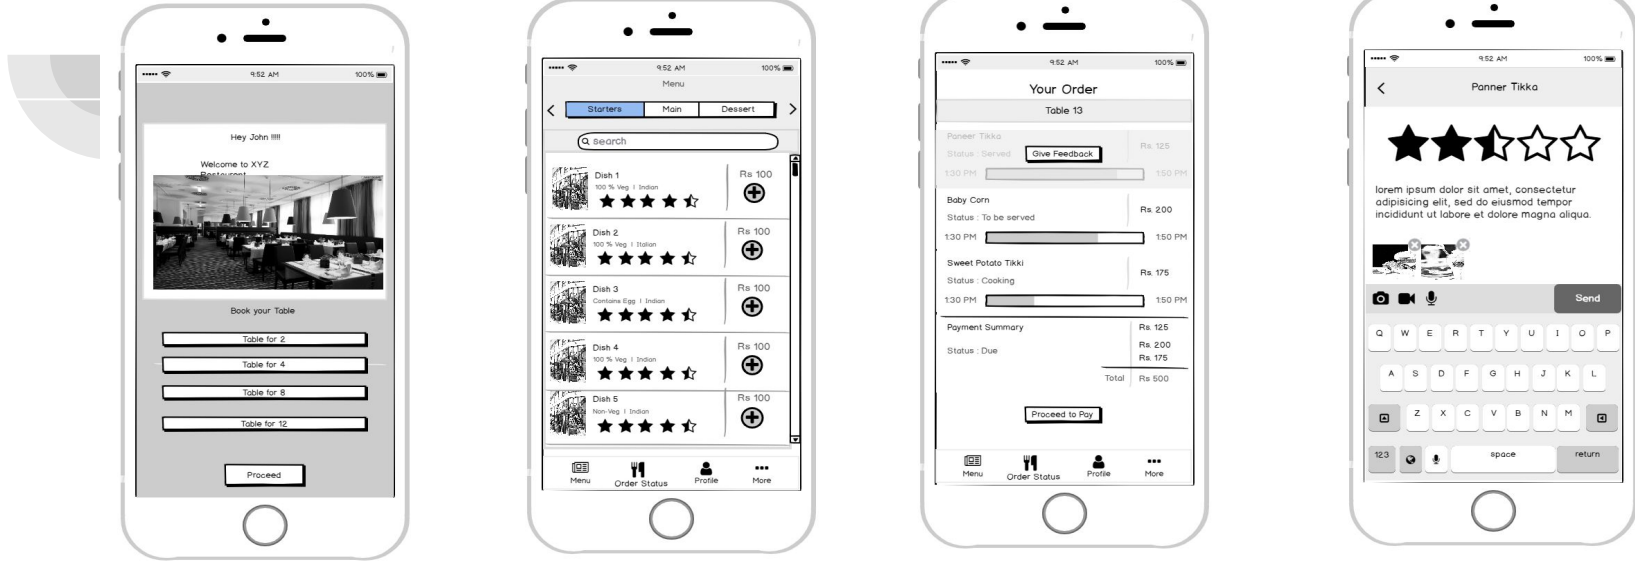 9:52 AM 100%
Hey John !!!!!
Welcome to XYZ
Restaurant
Book your Table
Table for 2
Table for 4
Table for 8
Table for 12
Proceed
9:52 AM 100%
Menu
Starters Main Dessert
Search
Dish 1 Rs 100
100 % Veg I Indian
Dish 2 Rs 100
100 % Veg I Italian
Dish 3 Rs 100
Contains Egg I Indian
Dish 4 Rs 100
100 % Veg I Indian
Dish 5 Rs 100
Non-Veg I Indian
Menu Order Status Profile More
9:52 AM 100%
Your Order
Table 13
Paneer Tikka
Rs. 125
Status : Served Give Feedback
1:30 PM 1:50 PM
Baby Corn
Rs. 200
Status : To be served
1:30 PM 1:50 PM
Sweet Potato Tikki
Rs. 175
Status : Cooking
1:30 PM 1:50 PM
Payment Summary Rs. 125
Rs. 200
Status : Due
Rs. 175
Total Rs 500
Proceed to Pay
Menu Order Status Profile More
9:52 AM 100%
Panner Tikka
lorem ipsum dolor sit amet, consectetur
adipisicing elit, sed do eiusmod tempor
incididunt ut labore et dolore magna aliqua.
Send
Q W E R T Y U I O P
A S D F G H J K L
Z X C V B N M
123 space return